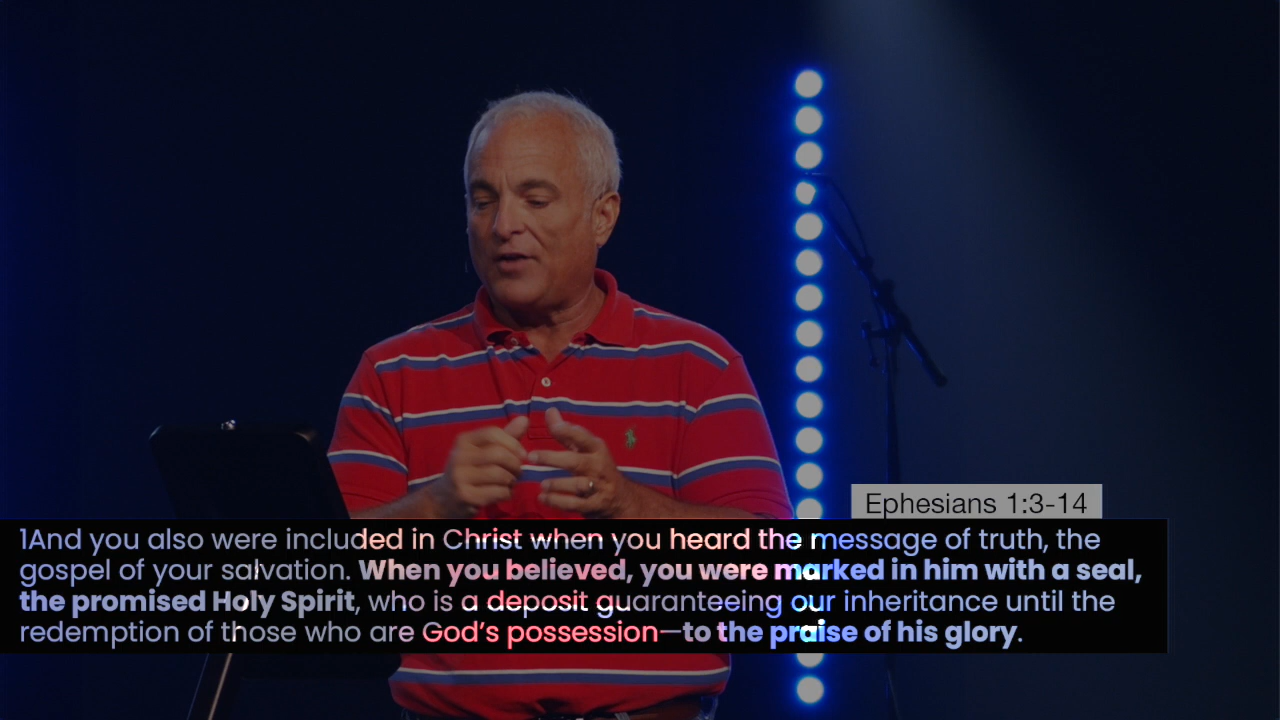 Ephesians 1:3-14
1And you also were included in Christ when you heard the message of truth, the
gospel of your salvation. When you believed, you were marked in him with a seal,
the promised Holy Spirit, who is a deposit guaranteeing our inheritance until the
redemption of those who are God’s possession—to the praise of his glory.